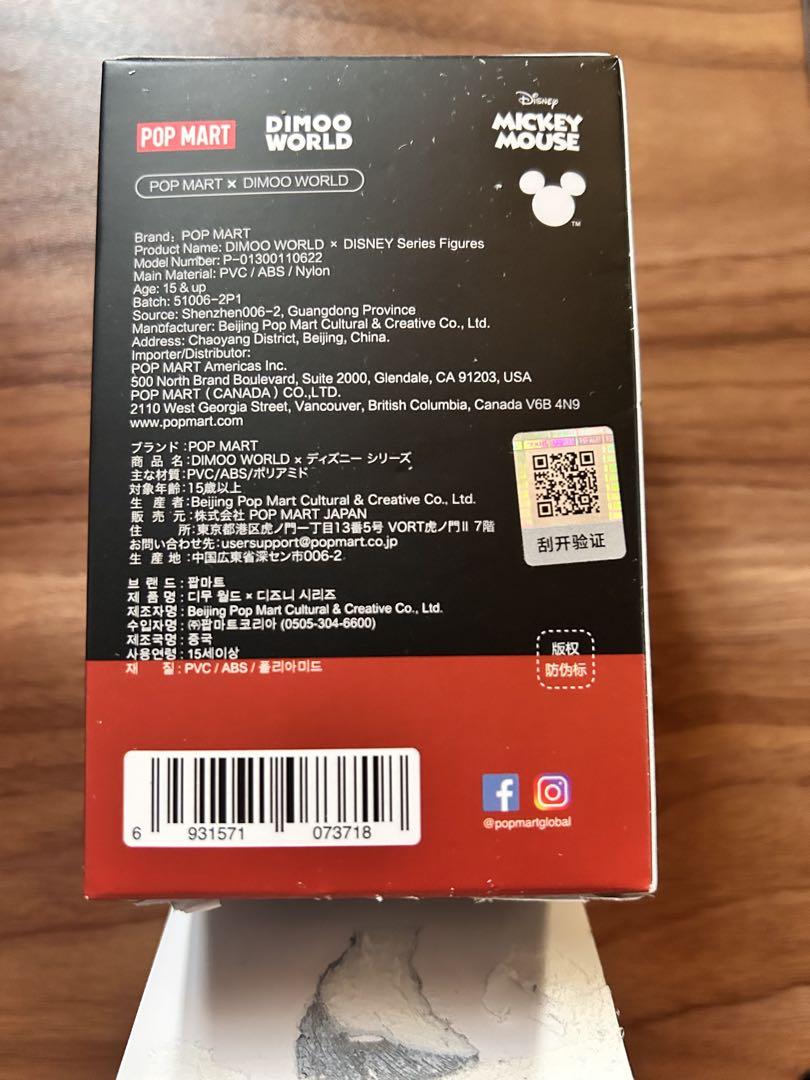 POP MART
DIMOO WORLD
Disney
MICKEY MOUSE
TM
POP MART × DIMOO WORLD
Brand: POP MART
Product Name: DIMOO WORLD × DISNEY Series Figures
Model Number: P-01300110622
Main Material: PVC / ABS / Nylon
Age: 15 & up
Batch: 51006-2P1
Source: Shenzhen006-2, Guangdong Province
Manufacturer: Beijing Pop Mart Cultural & Creative Co., Ltd.
Address: Chaoyang District, Beijing, China.
Importer/Distributor:
POP MART Americas Inc.
500 North Brand Boulevard, Suite 2000, Glendale, CA 91203, USA
POP MART (CANADA) CO.,LTD.
2110 West Georgia Street, Vancouver, British Columbia, Canada V6B 4N9
www.popmart.com
ブランド:POP MART
商品名:DIMOO WORLD × ディズニー シリーズ
主な材質:PVC/ABS/ポリアミド
対象年齢:15歳以上
生産者:Beijing Pop Mart Cultural & Creative Co., Ltd.
販売元:株式会社 POP MART JAPAN
住所:東京都港区虎ノ門一丁目13番5号 VORT虎ノ門II 7階
お問い合わせ先:usersupport@popmart.co.jp
生産地:中国広東省深セン市006-2
刮开验证
브랜드:팝마트
제품명:디무 월드 × 디즈니 시리즈
제조자명:Beijing Pop Mart Cultural & Creative Co., Ltd.
수입자명:㈜팝마트코리아 (0505-304-6600)
제조국명:중국
사용연령:15세이상
재질:PVC / ABS / 폴리아미드
版权
防伪标
6 931571 073718
@popmartglobal